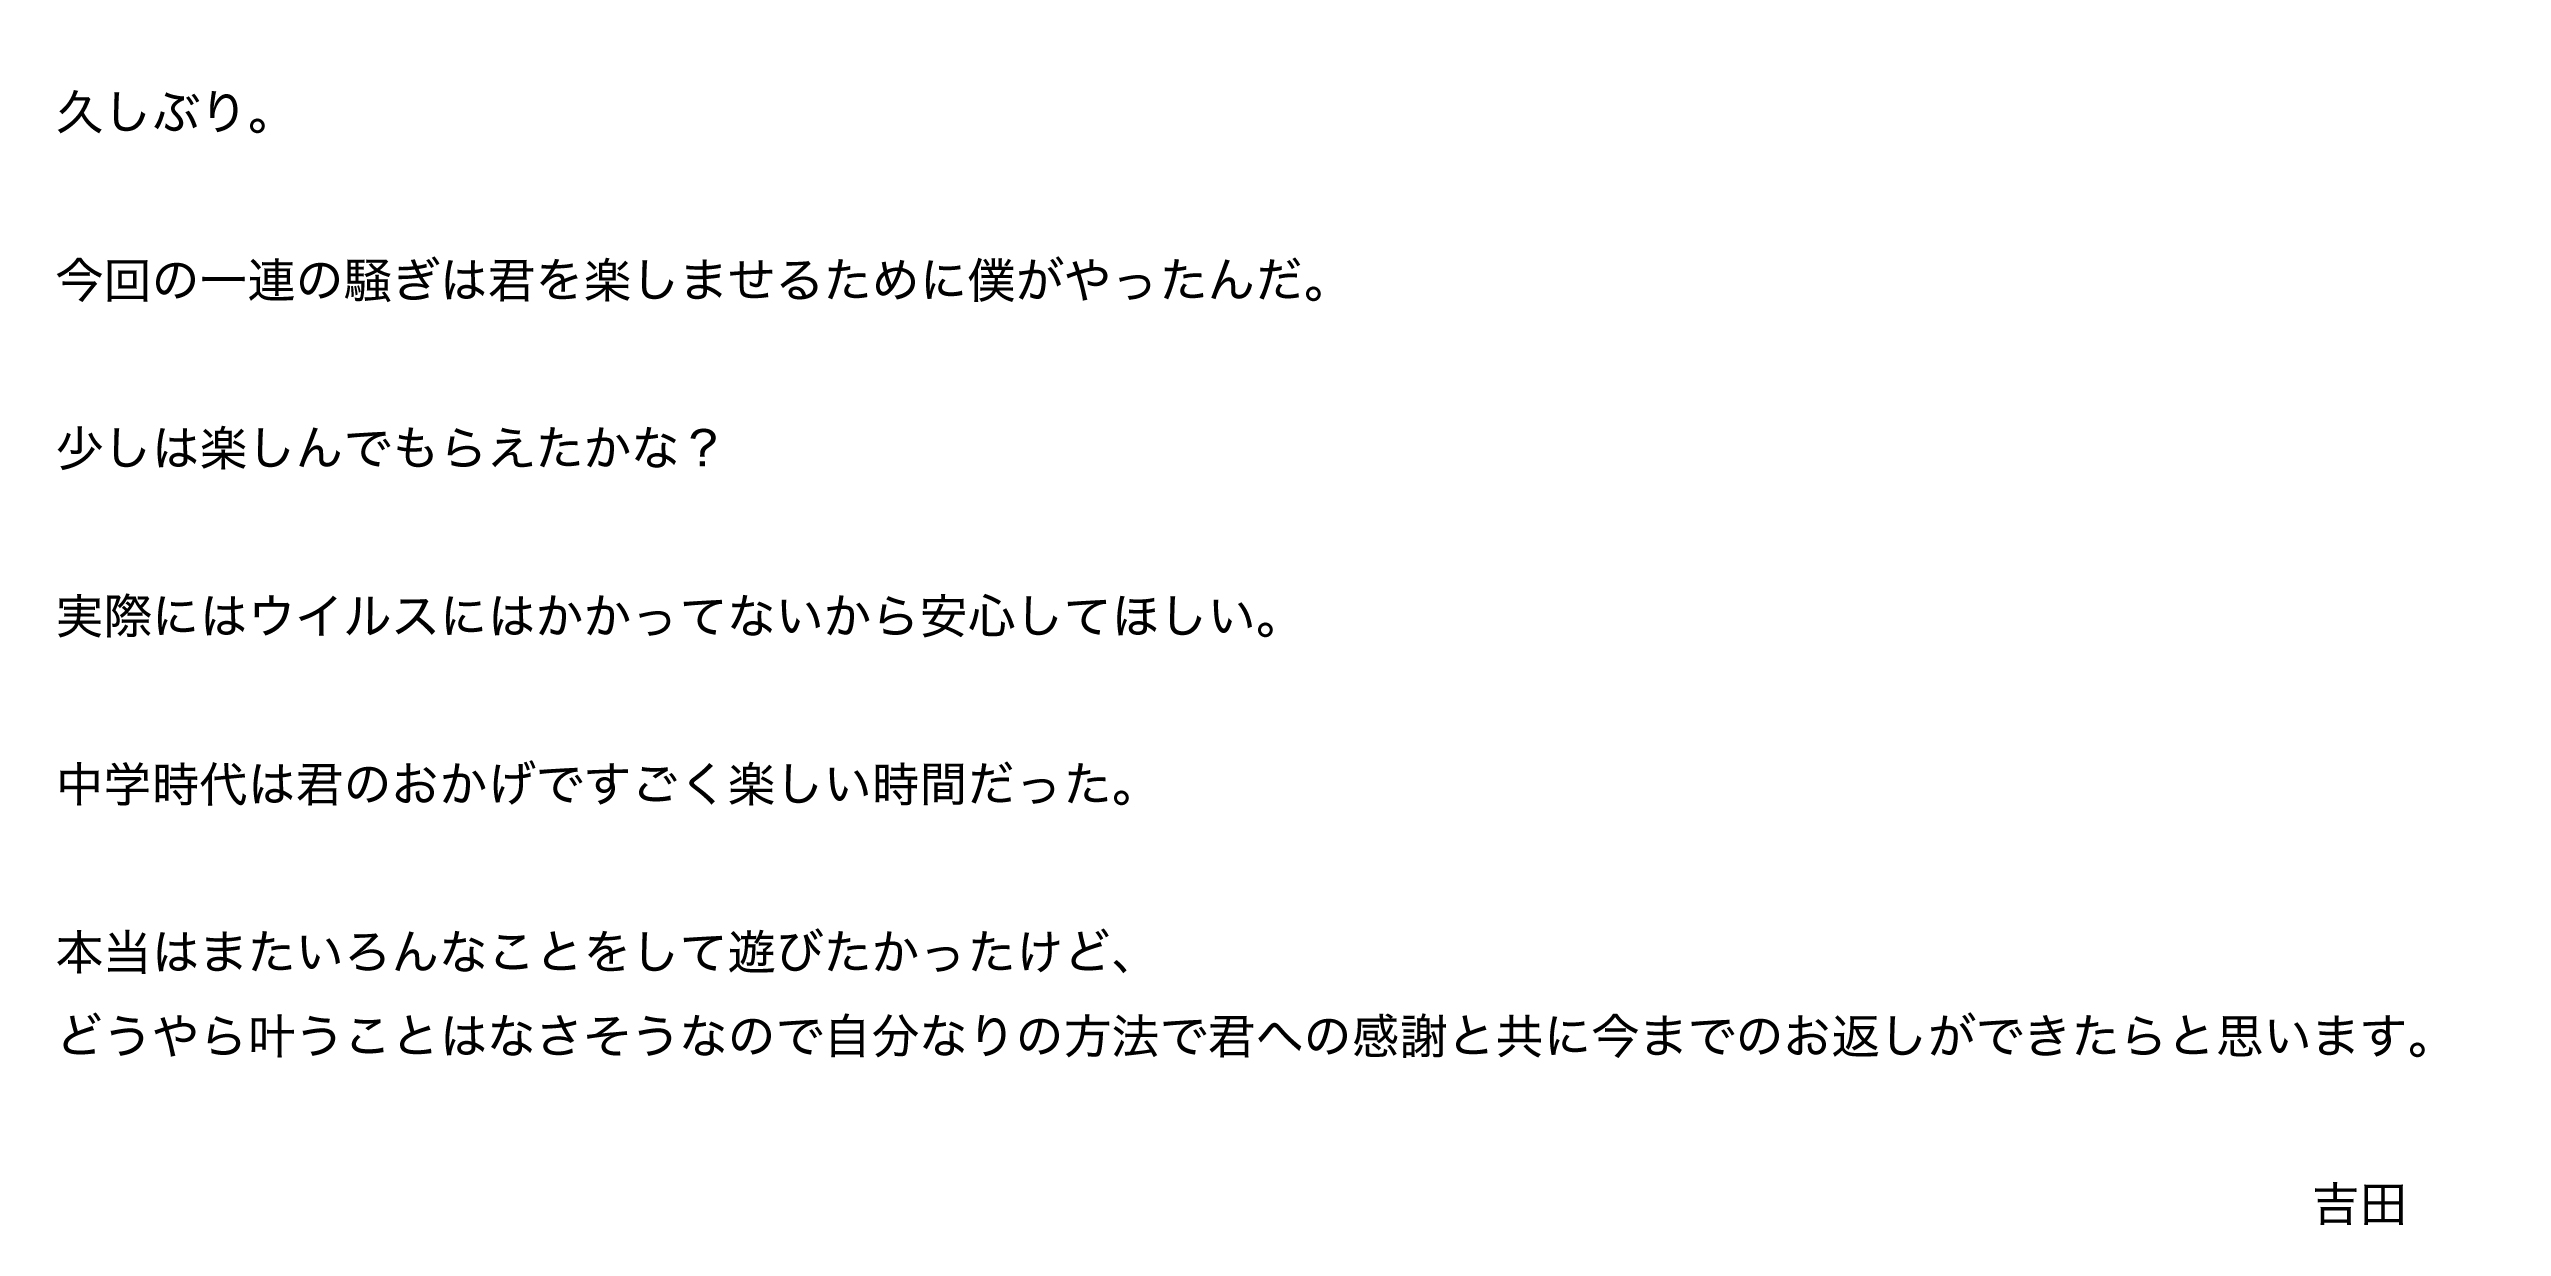 久しぶり。
今回の一連の騒ぎは君を楽しませるために僕がやったんだ。
少しは楽しんでもらえたかな？
実際にはウイルスにはかかってないから安心してほしい。
中学時代は君のおかげですごく楽しい時間だった。
本当はまたいろんなことをして遊びたかったけど、
どうやら叶うことはなさそうなので自分なりの方法で君への感謝と共に今までのお返しができたらと思います。
吉田